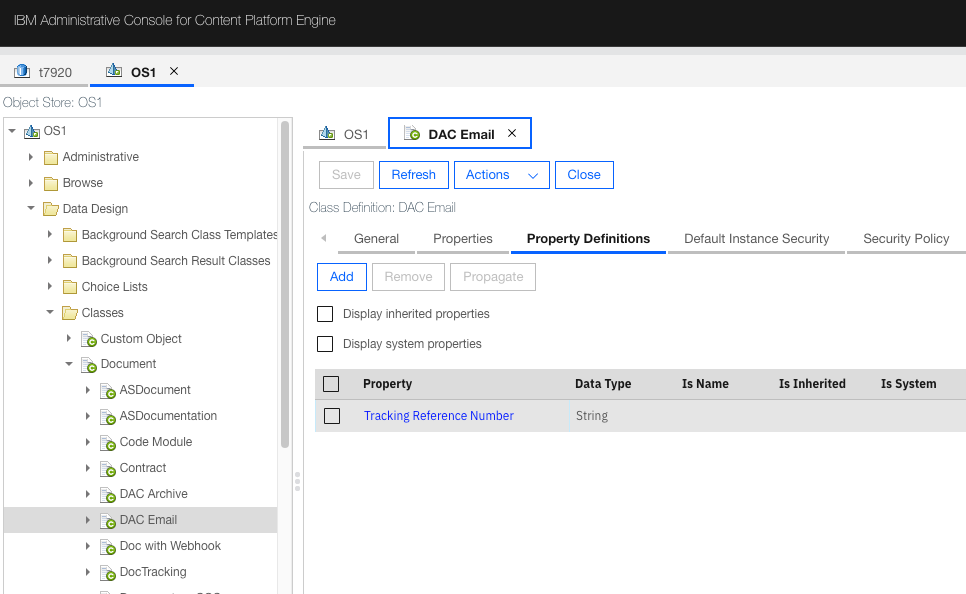 IBM Administrative Console for Content Platform Engine
t7920
OS1
Object Store: OS1
OS1
Administrative
Browse
Data Design
Background Search Class Templates
Background Search Result Classes
Choice Lists
Classes
Custom Object
Document
ASDocument
ASDocumentation
Code Module
Contract
DAC Archive
DAC Email
Doc with Webhook
DocTracking
OS1
DAC Email
Save
Refresh
Actions
Close
Class Definition: DAC Email
General
Properties
Property Definitions
Default Instance Security
Security Policy
Add
Remove
Propagate
Display inherited properties
Display system properties
Property Data Type Is Name Is Inherited Is System
Tracking Reference Number String